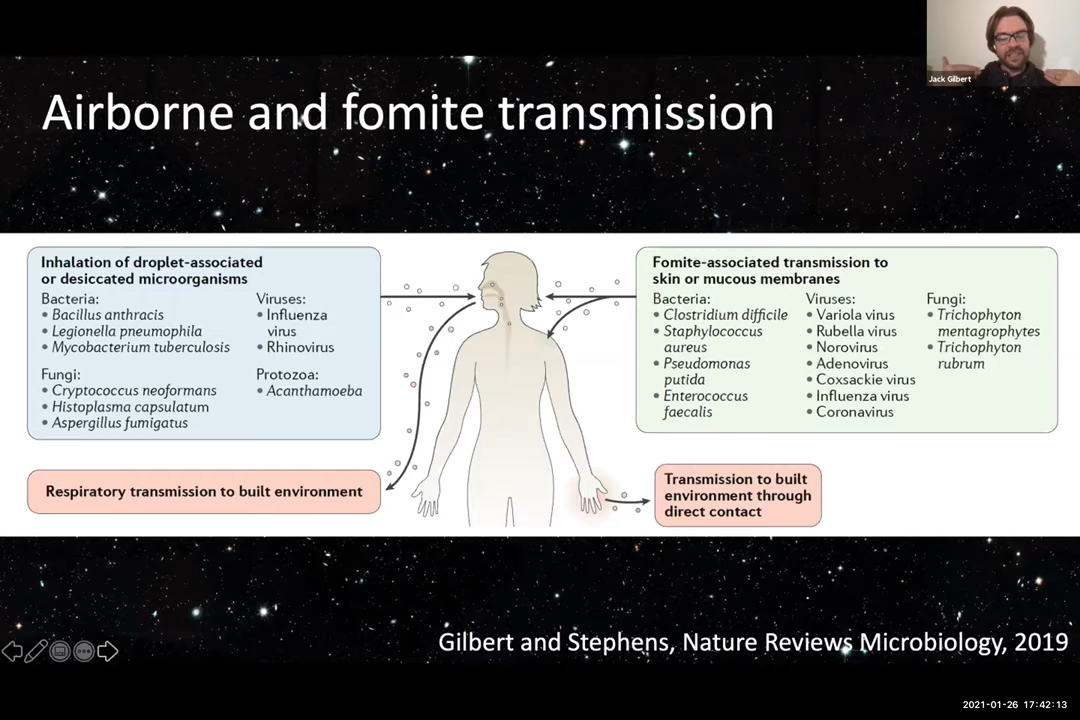 Jack Gilbert
Airborne and fomite transmission
Inhalation of droplet-associated
or desiccated microorganisms
Bacteria:
• Bacillus anthracis
• Legionella pneumophila
• Mycobacterium tuberculosis
Fungi:
• Cryptococcus neoformans
• Histoplasma capsulatum
• Aspergillus fumigatus
Viruses:
• Influenza
virus
• Rhinovirus
Protozoa:
• Acanthamoeba
Fomite-associated transmission to
skin or mucous membranes
Bacteria:
• Clostridium difficile
• Staphylococcus
aureus
• Pseudomonas
putida
• Enterococcus
faecalis
Viruses:
• Variola virus
• Rubella virus
• Norovirus
• Adenovirus
• Coxsackie virus
• Influenza virus
• Coronavirus
Fungi:
• Trichophyton
mentagrophytes
• Trichophyton
rubrum
Respiratory transmission to built environment
Transmission to built
environment through
direct contact
Gilbert and Stephens, Nature Reviews Microbiology, 2019
2021-01-26 17:42:13